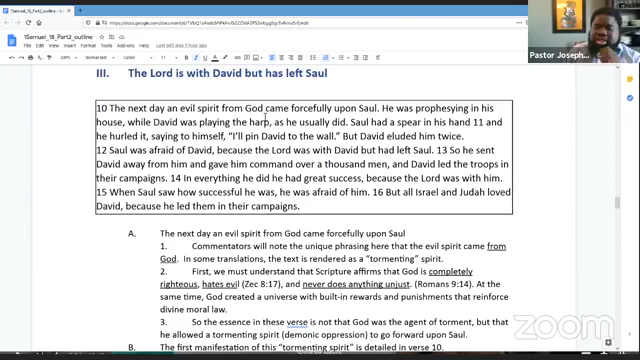 1Samuel_18_Part2_outline
File Edit
100%
Pastor Joseph...
III. The Lord is with David but has left Saul
10 The next day an evil spirit from God came forcefully upon Saul. He was prophesying in his
house, while David was playing the harp, as he usually did. Saul had a spear in his hand 11 and
he hurled it, saying to himself, “I’ll pin David to the wall.” But David eluded him twice.
12 Saul was afraid of David, because the Lord was with David but had left Saul. 13 So he sent
David away from him and gave him command over a thousand men, and David led the troops in
their campaigns. 14 In everything he did he had great success, because the Lord was with him.
15 When Saul saw how successful he was, he was afraid of him. 16 But all Israel and Judah loved
David, because he led them in their campaigns.
A. The next day an evil spirit from God came forcefully upon Saul
1. Commentators will note the unique phrasing here that the evil spirit came from
God. In some translations, the text is rendered as a “tormenting” spirit.
2. First, we must understand that Scripture affirms that God is completely
righteous, hates evil (Zec 8:17), and never does anything unjust. (Romans 9:14). At the
same time, God created a universe with built-in rewards and punishments that reinforce
divine moral law.
3. So the essence in these verse is not that God was the agent of torment, but that
he allowed a tormenting spirit (demonic oppression) to go forward upon Saul.
B. The first manifestation of this “tormenting spirit” is detailed in verse 10.
zoom